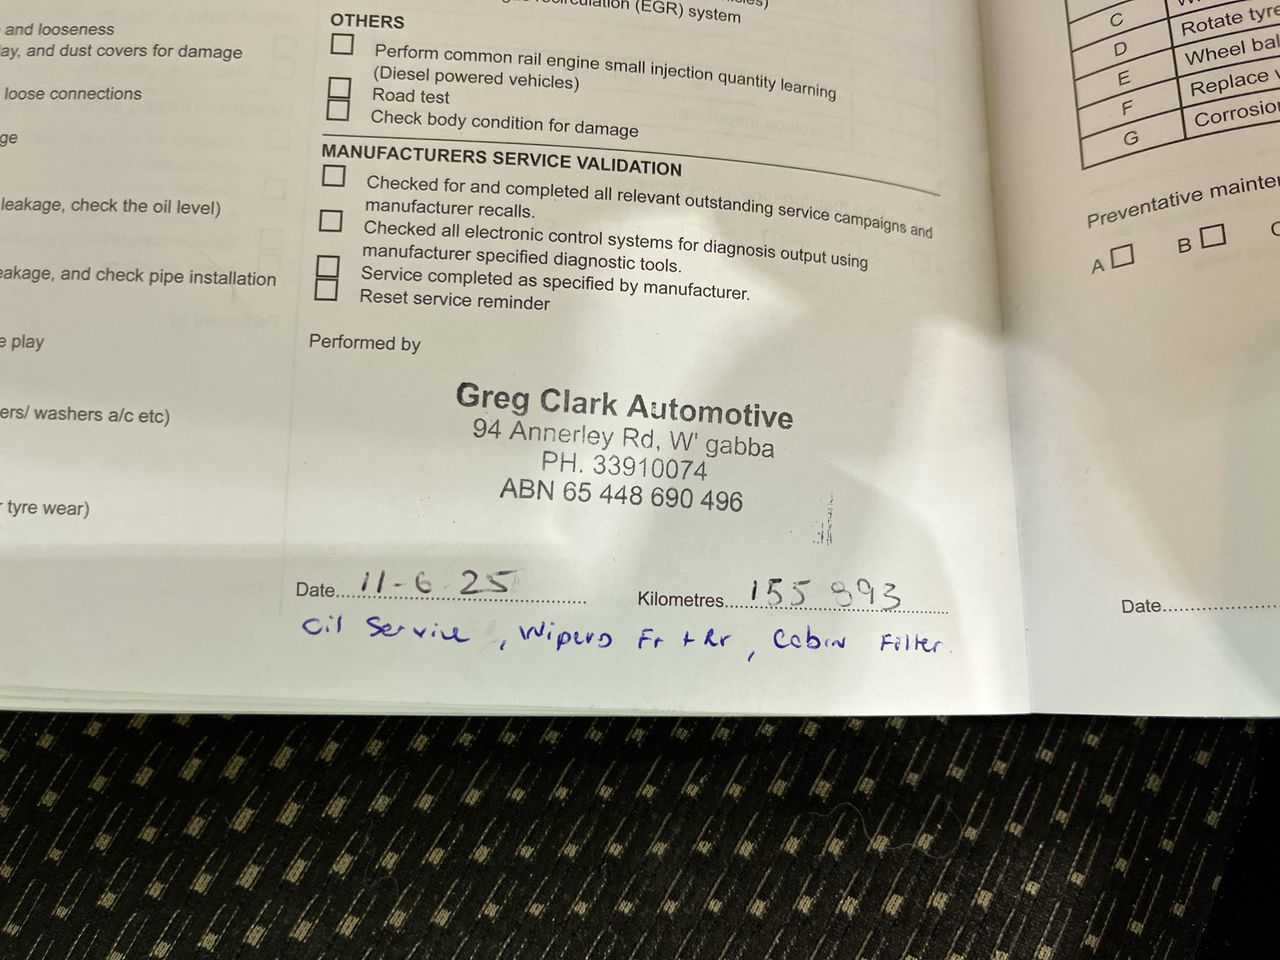 and looseness
lay, and dust covers for damage
loose connections
ge
leakage, check the oil level)
eakage, and check pipe installation
e play
ers/ washers a/c etc)
tyre wear)
(EGR) system
OTHERS
Perform common rail engine small injection quantity learning
(Diesel powered vehicles)
Road test
Check body condition for damage
MANUFACTURERS SERVICE VALIDATION
Checked for and completed all relevant outstanding service campaigns and
manufacturer recalls.
Checked all electronic control systems for diagnosis output using
manufacturer specified diagnostic tools.
Service completed as specified by manufacturer.
Reset service reminder
Performed by
Greg Clark Automotive
94 Annerley Rd, W' gabba
PH. 33910074
ABN 65 448 690 496
Date 11-6 25 Kilometres 155 893
Oil Service, Wipers Fr + Rr, Cabin Filter.
C
D Rotate tyre
E Wheel bal
F Replace
G Corrosion
Preventative mainte
A B
Date